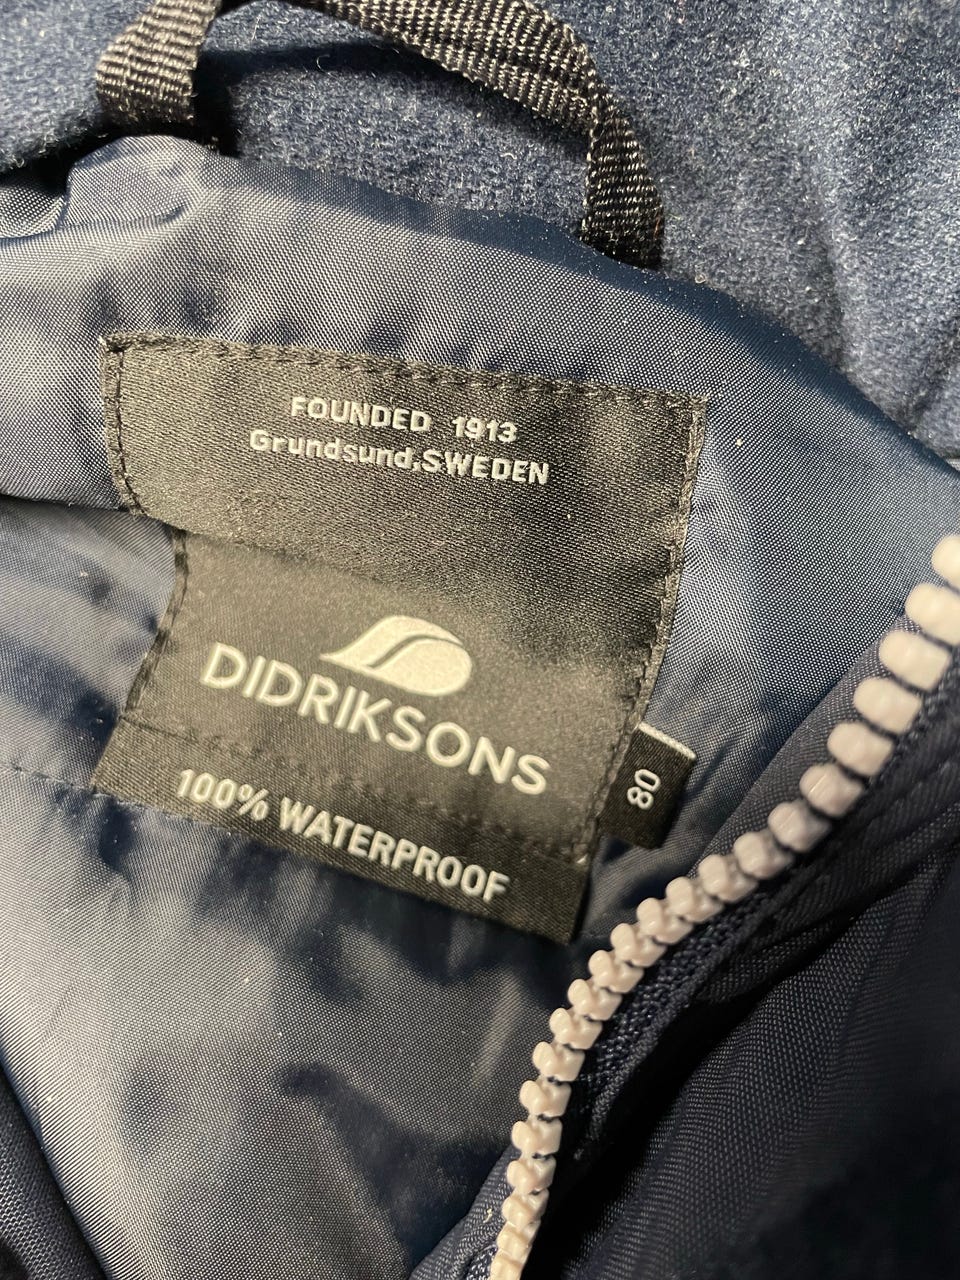 FOUNDED 1913
Grundsund,SWEDEN
DIDRIKSONS
100% WATERPROOF
80